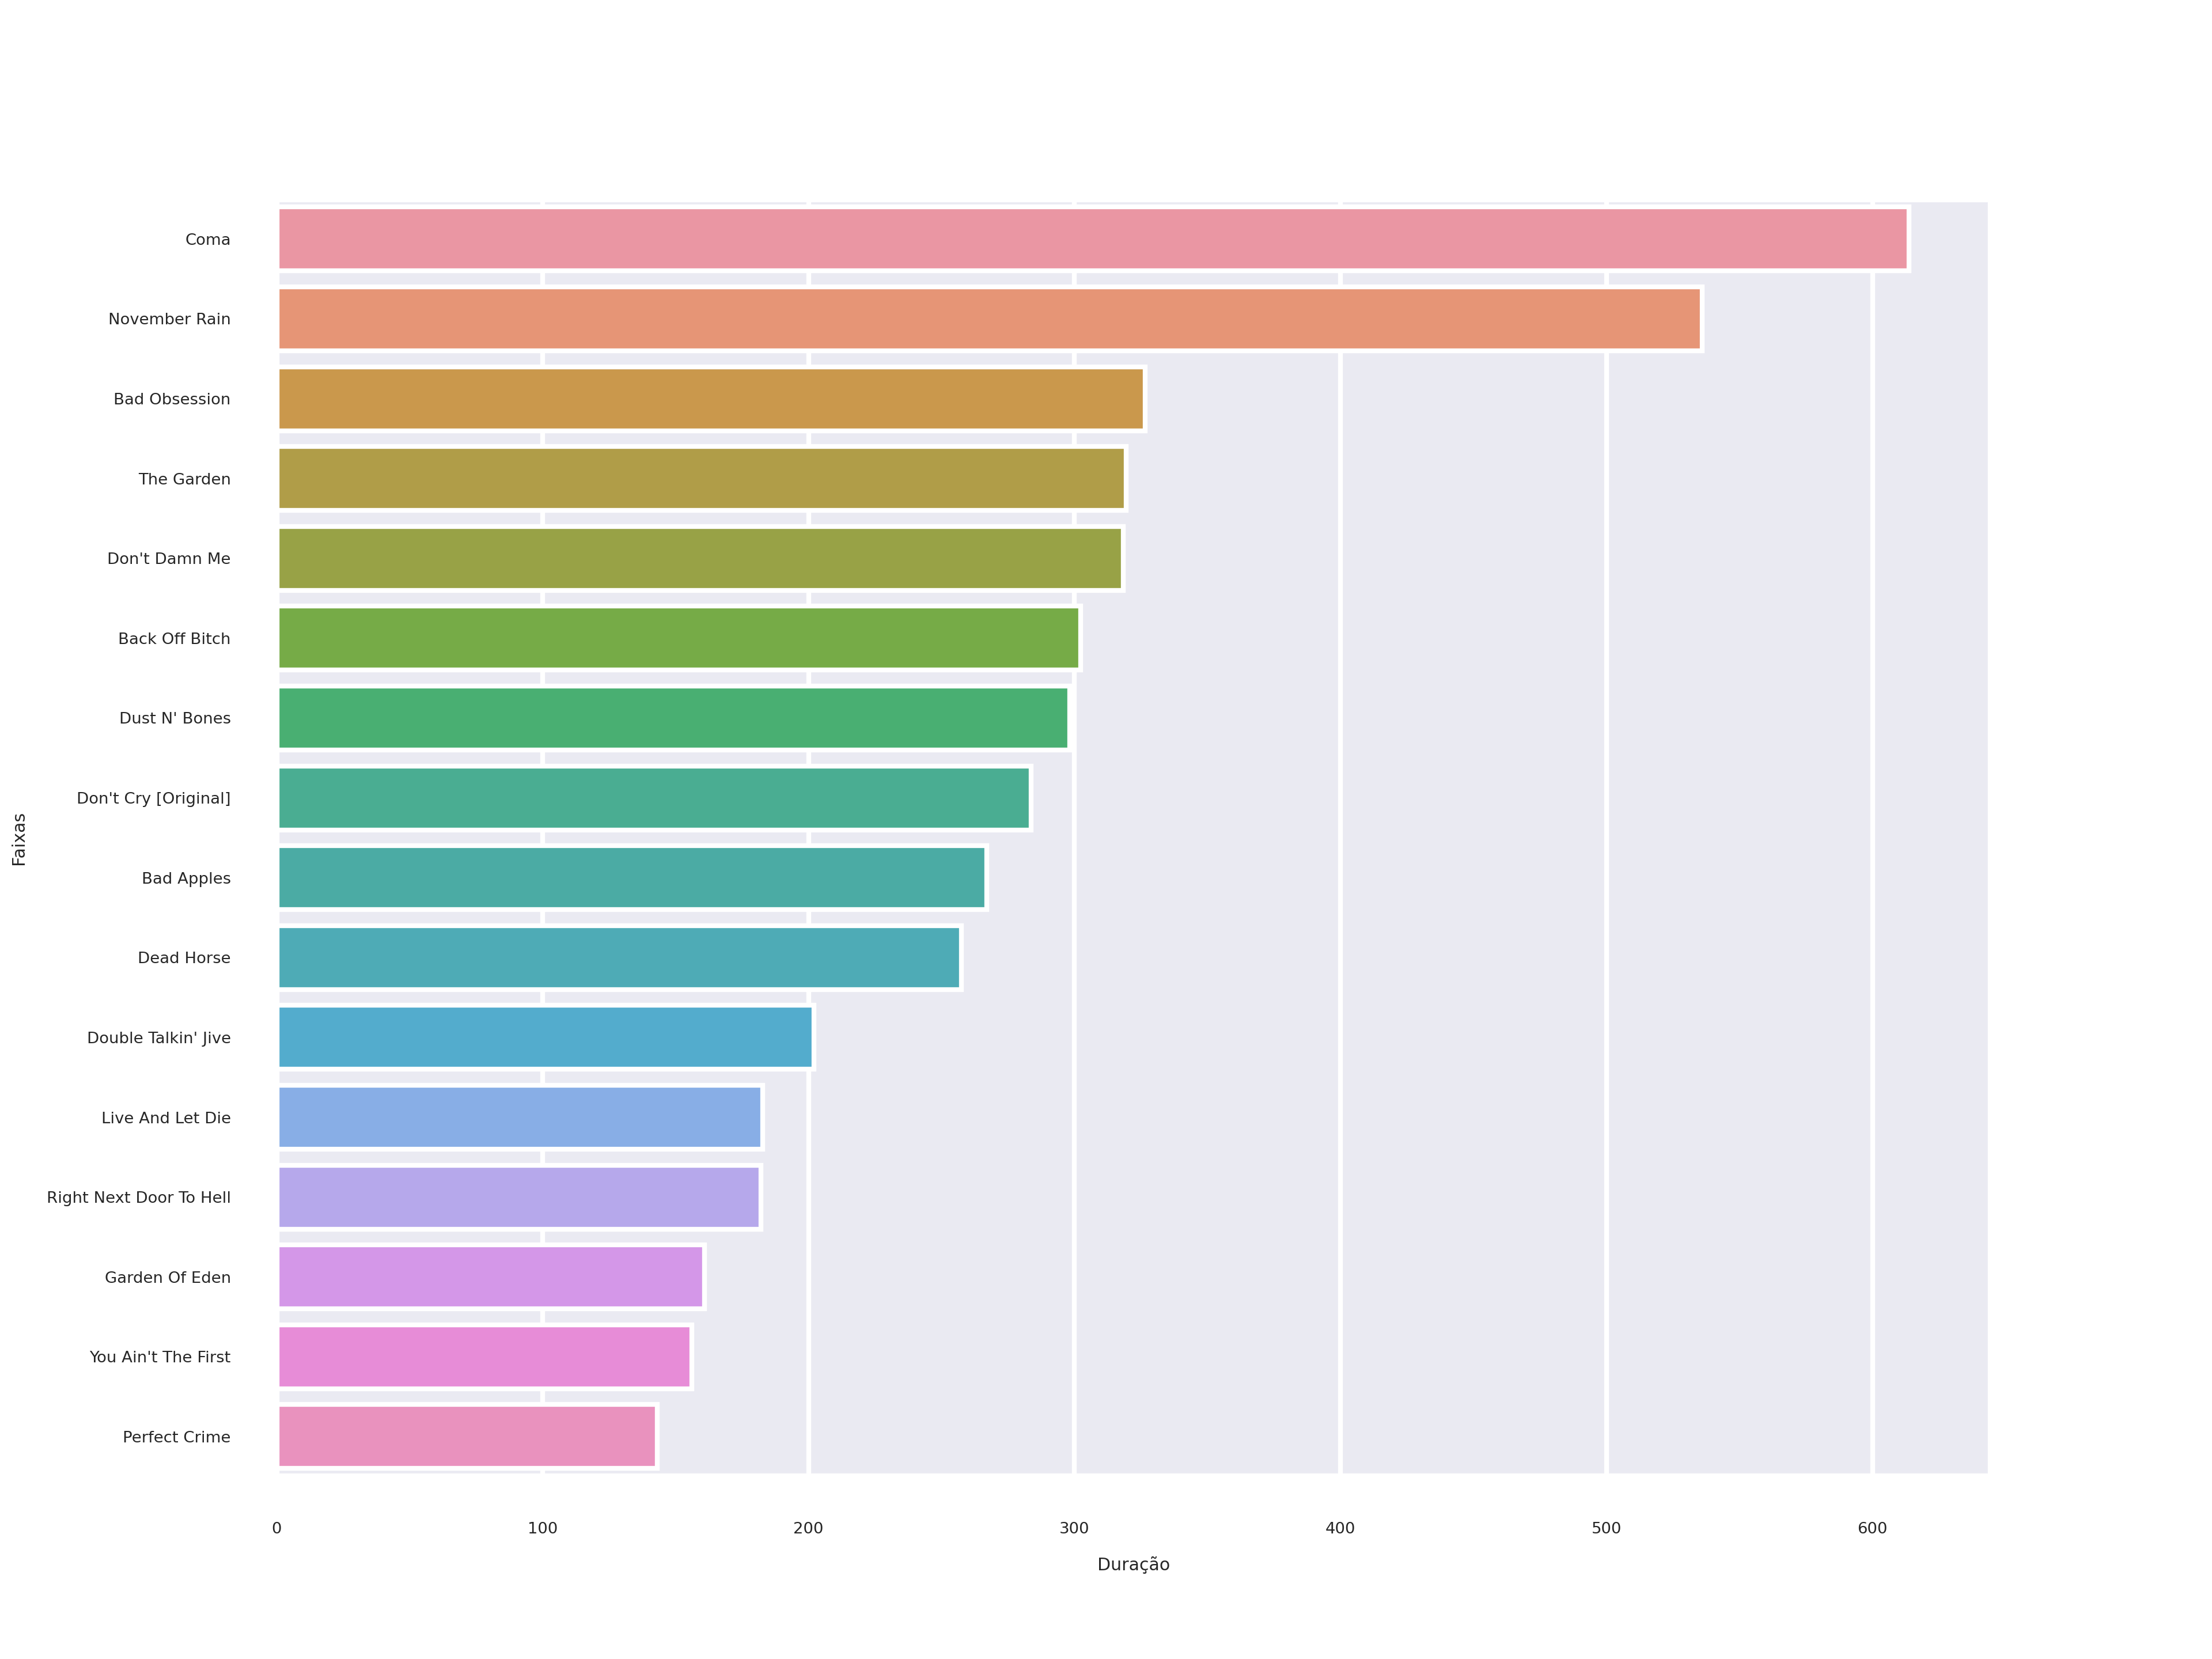 Coma
November Rain
Bad Obsession
The Garden
Don't Damn Me
Back Off Bitch
Dust N' Bones
Don't Cry [Original]
Bad Apples
Dead Horse
Double Talkin' Jive
Live And Let Die
Right Next Door To Hell
Garden Of Eden
You Ain't The First
Perfect Crime
Faixas
0 100 200 300 400 500 600
Duração